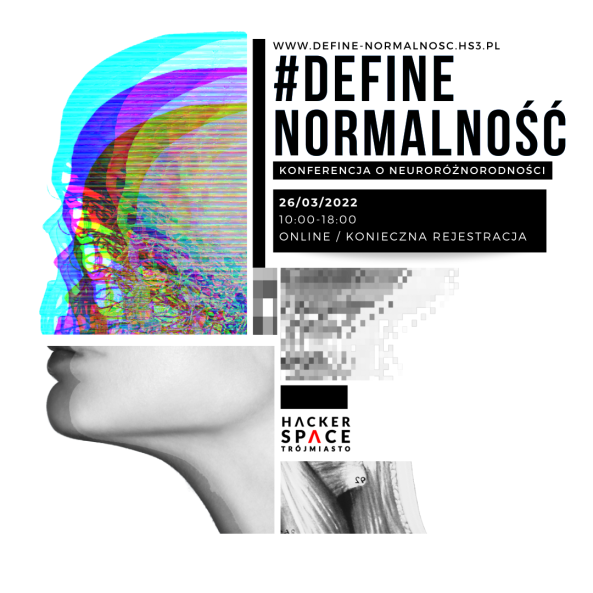 WWW.DEFINE-NORMALNOSC.HS3.PL
#DEFINE
NORMALNOŚĆ
KONFERENCJA O NEURORÓŻNORODNOŚCI
26/03/2022
10:00-18:00
ONLINE / KONIECZNA REJESTRACJA
HACKER
SPACE
TRÓJMIASTO